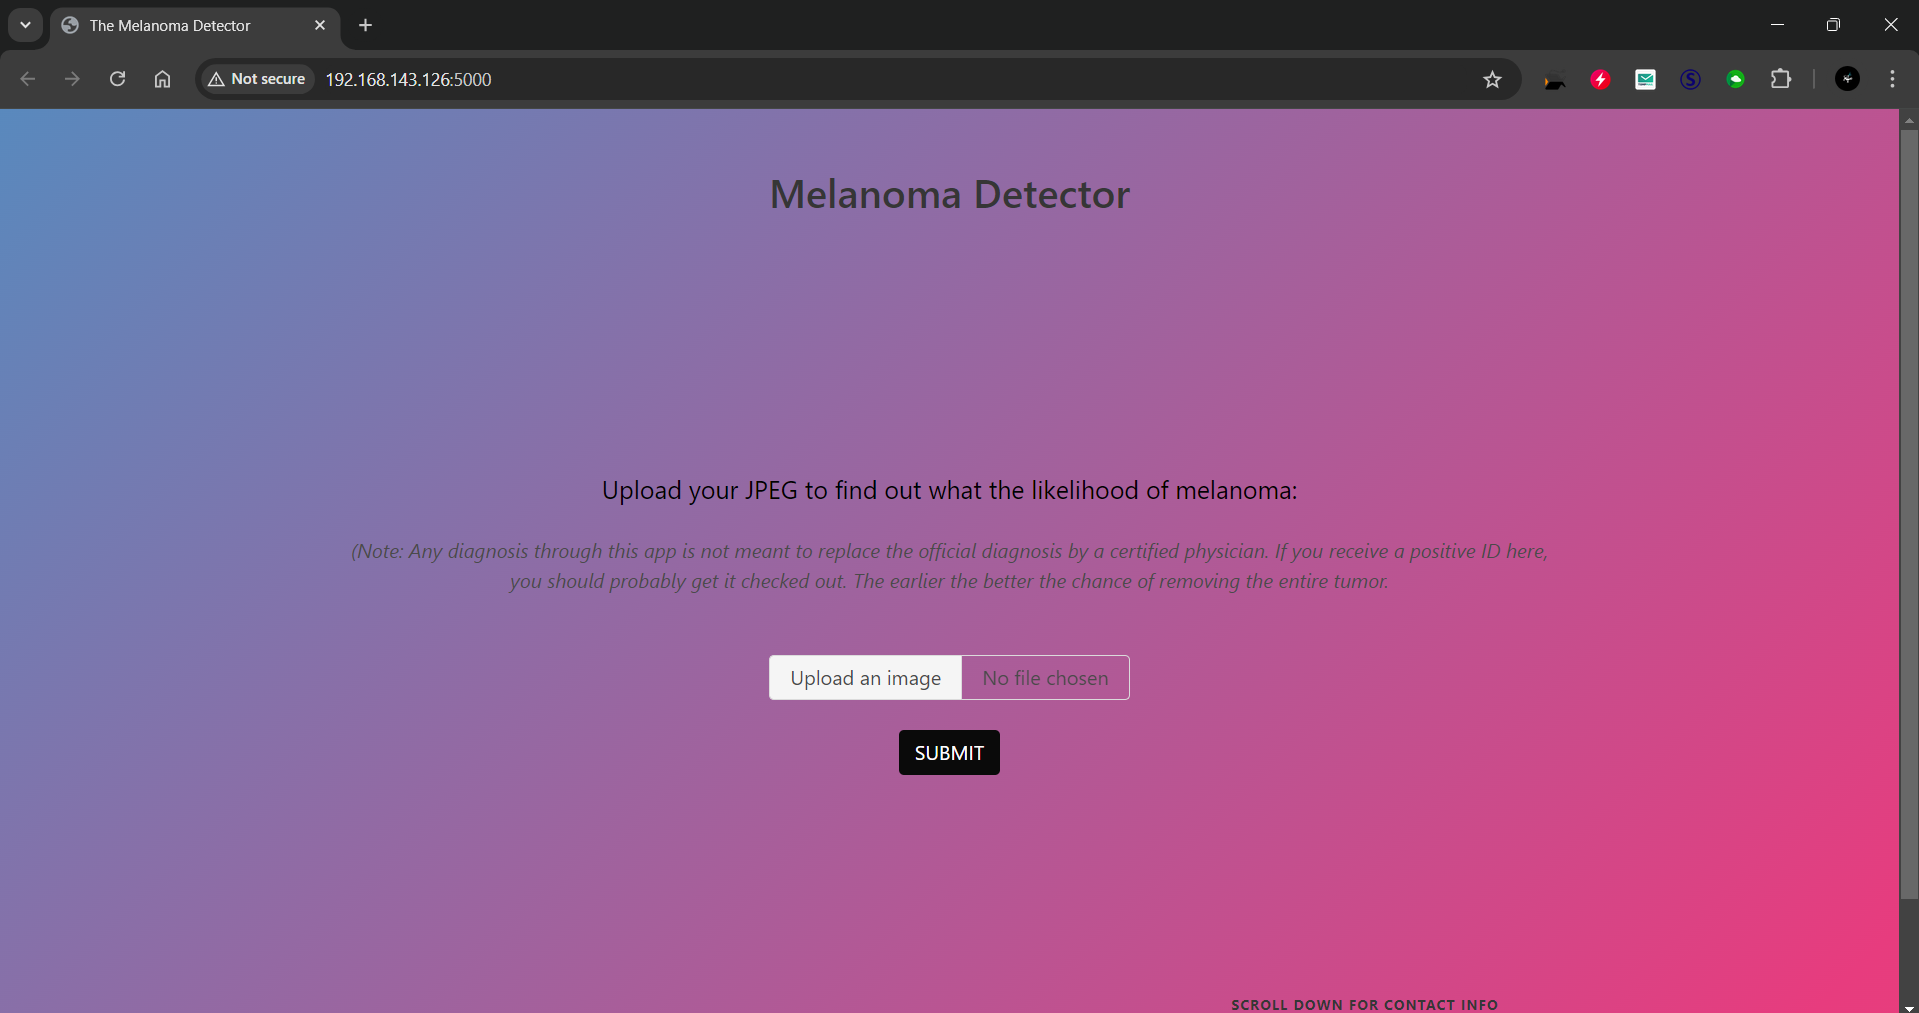 The Melanoma Detector
Not secure 192.168.143.126:5000
Melanoma Detector
Upload your JPEG to find out what the likelihood of melanoma:
(Note: Any diagnosis through this app is not meant to replace the official diagnosis by a certified physician. If you receive a positive ID here,
you should probably get it checked out. The earlier the better the chance of removing the entire tumor.
Upload an image No file chosen
SUBMIT
SCROLL DOWN FOR CONTACT INFO